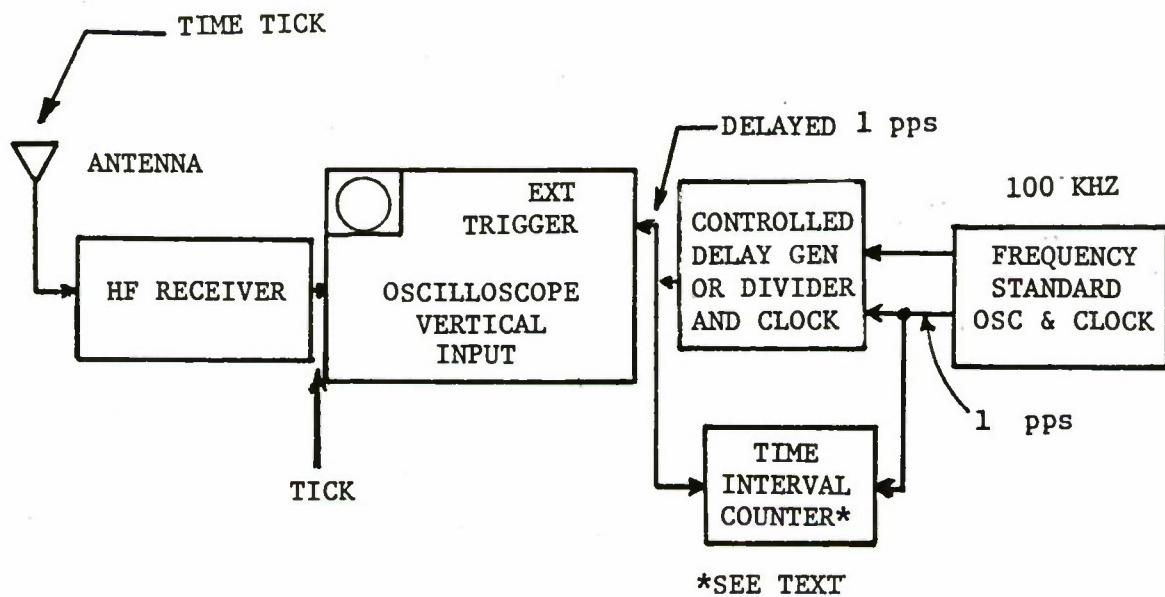 TIME TICK
ANTENNA
HF RECEIVER
TICK
EXT
TRIGGER
OSCILLOSCOPE
VERTICAL
INPUT
DELAYED 1 pps
CONTROLLED
DELAY GEN
OR DIVIDER
AND CLOCK
100 KHZ
FREQUENCY
STANDARD
OSC & CLOCK
1 pps
TIME
INTERVAL
COUNTER*
*SEE TEXT